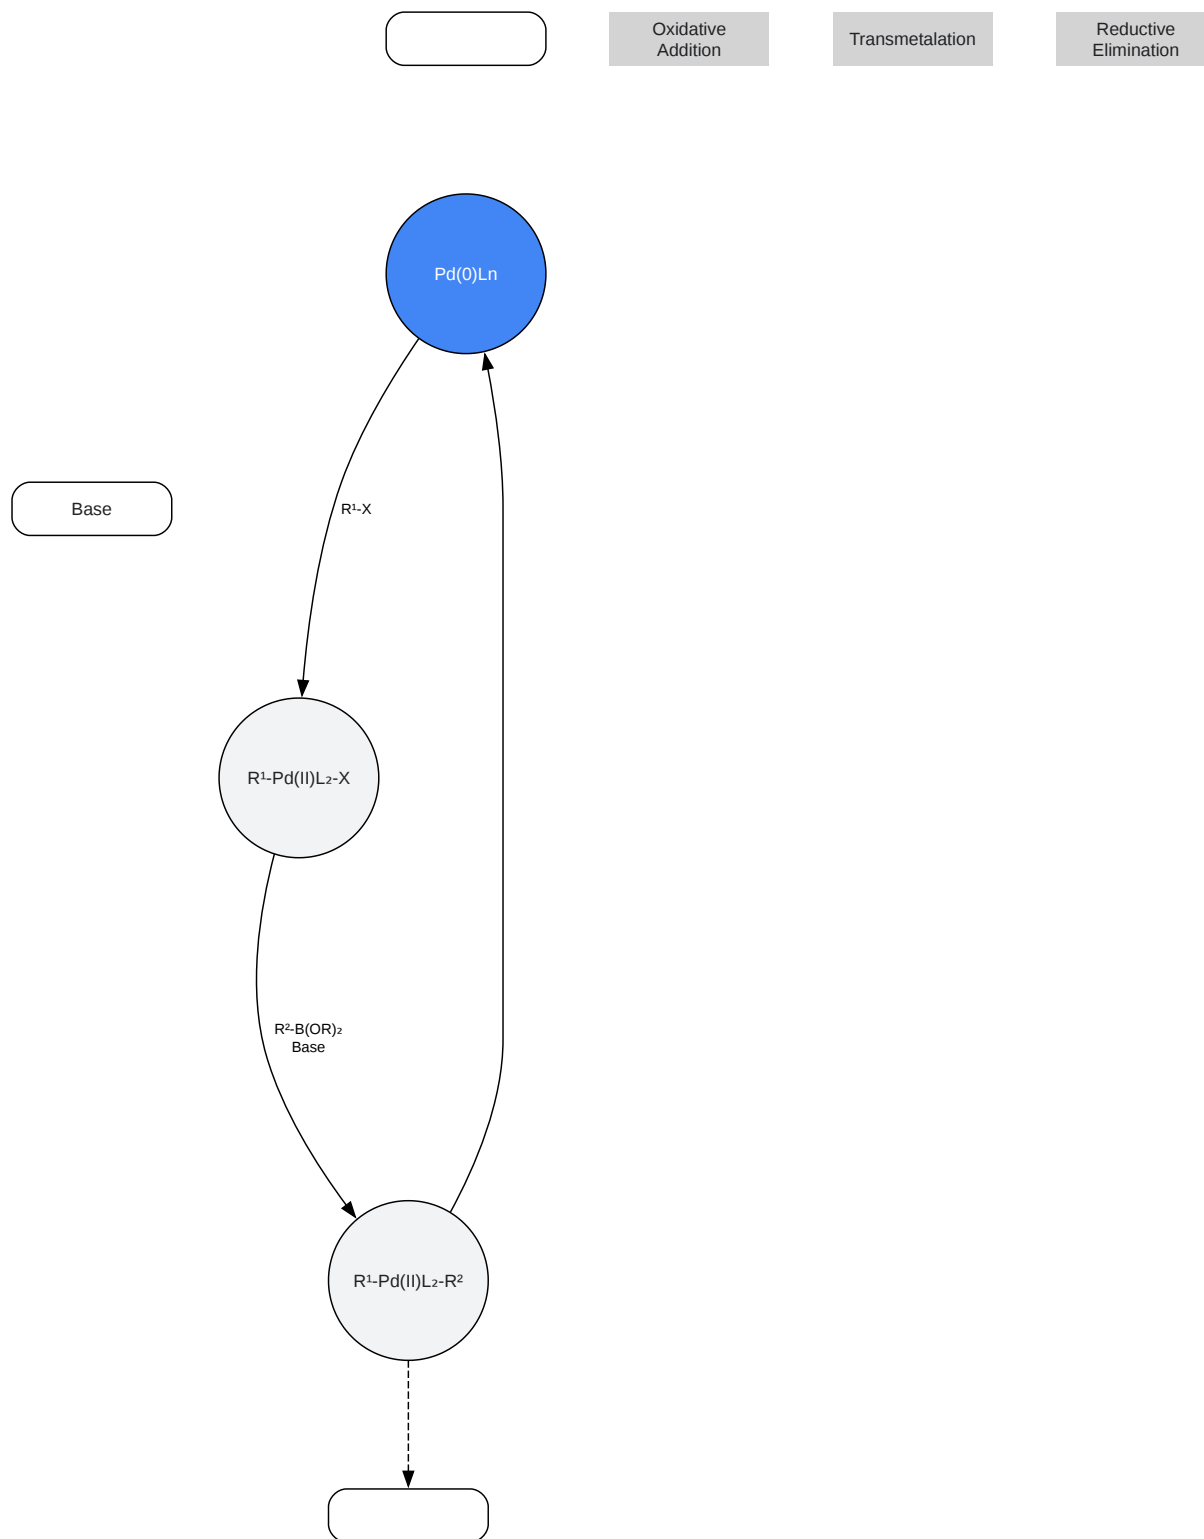 Oxidative
Addition
Transmetalation
Reductive
Elimination
Pd(0)Ln
R¹-X
Base
R¹-Pd(II)L₂-X
R²-B(OR)₂
Base
R¹-Pd(II)L₂-R²